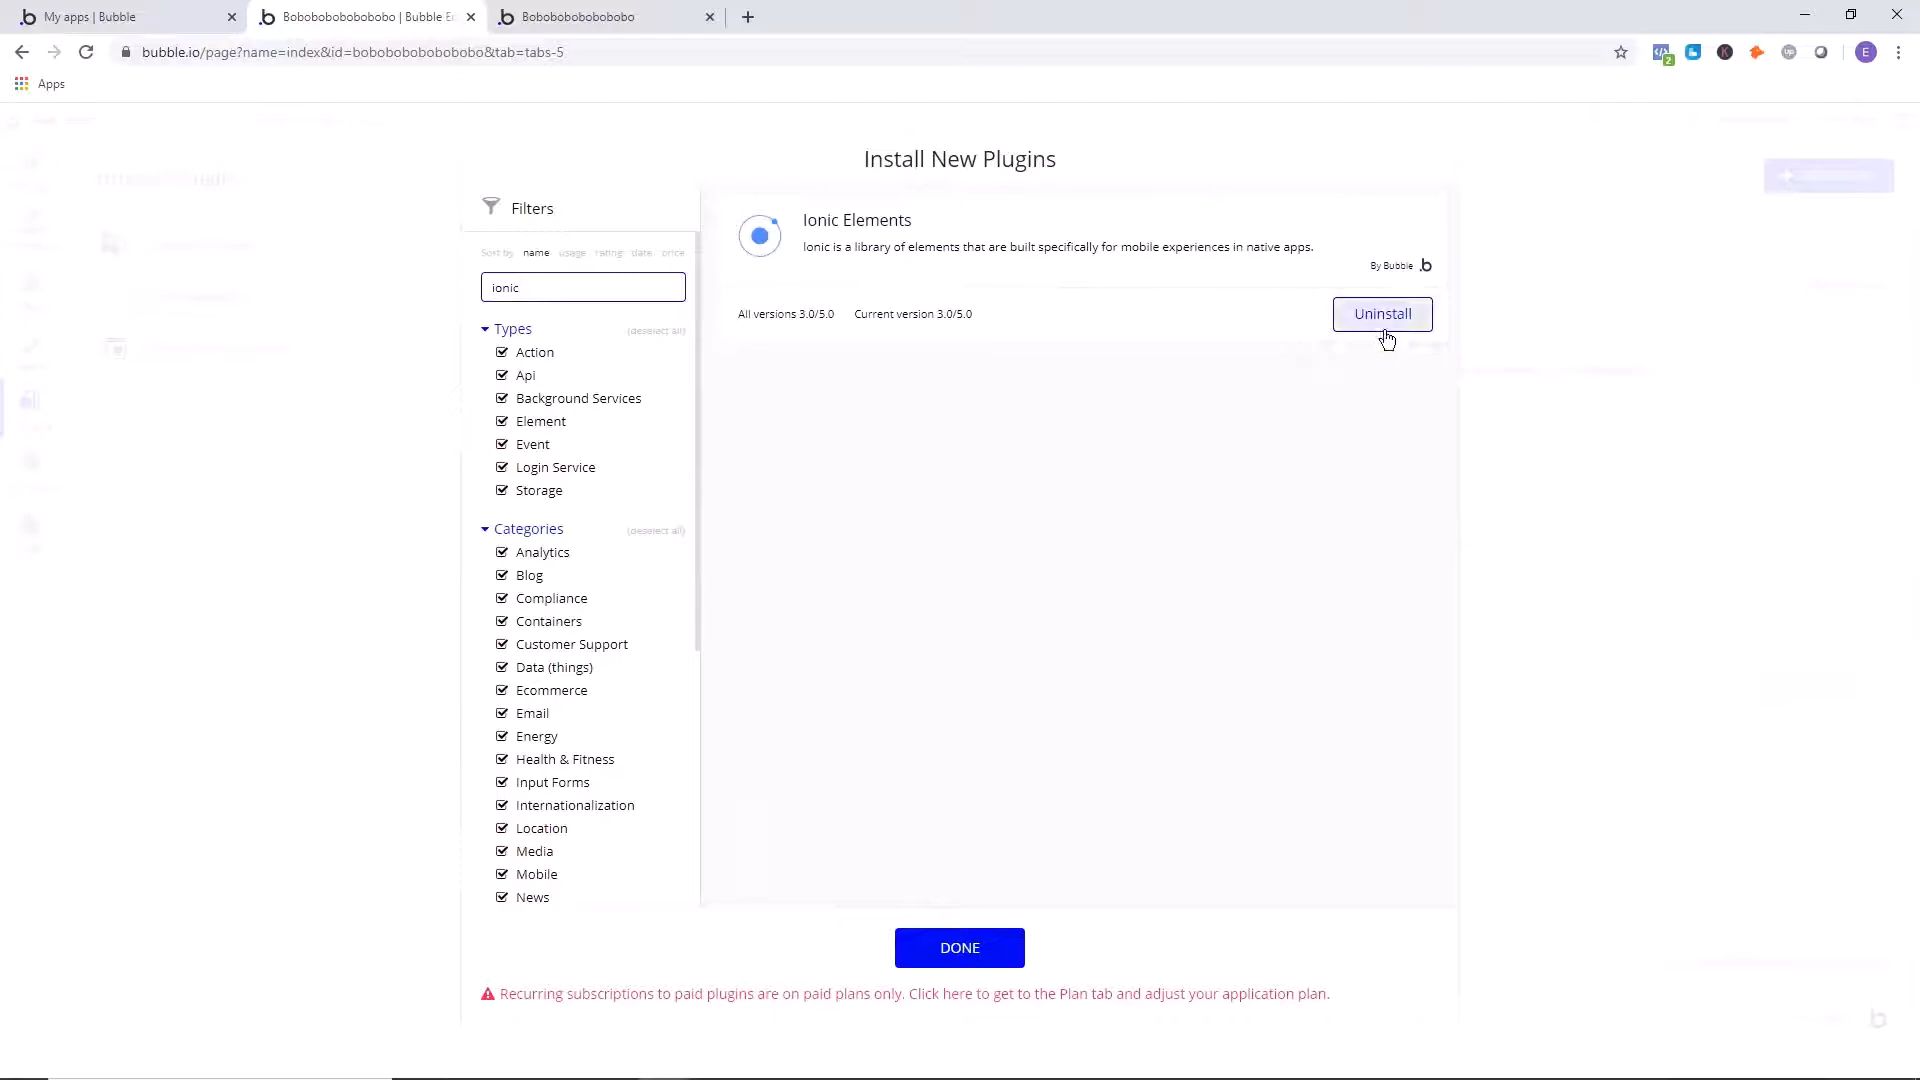 My apps | Bubble
Bobobobobobobobo | Bubble Ec
Bobobobobobobobo
bubble.io/page?name=index&id=bobobobobobobobo&tab=tabs-5
2
E
Apps
Install New Plugins
Filters
Sort by name usage rating date price
ionic
Types (deselect all)
Action
Api
Background Services
Element
Event
Login Service
Storage
Categories (deselect all)
Analytics
Blog
Compliance
Containers
Customer Support
Data (things)
Ecommerce
Email
Energy
Health & Fitness
Input Forms
Internationalization
Location
Media
Mobile
News
Ionic Elements
Ionic is a library of elements that are built specifically for mobile experiences in native apps.
By Bubble .b
All versions 3.0/5.0 Current version 3.0/5.0
Uninstall
DONE
Recurring subscriptions to paid plugins are on paid plans only. Click here to get to the Plan tab and adjust your application plan.